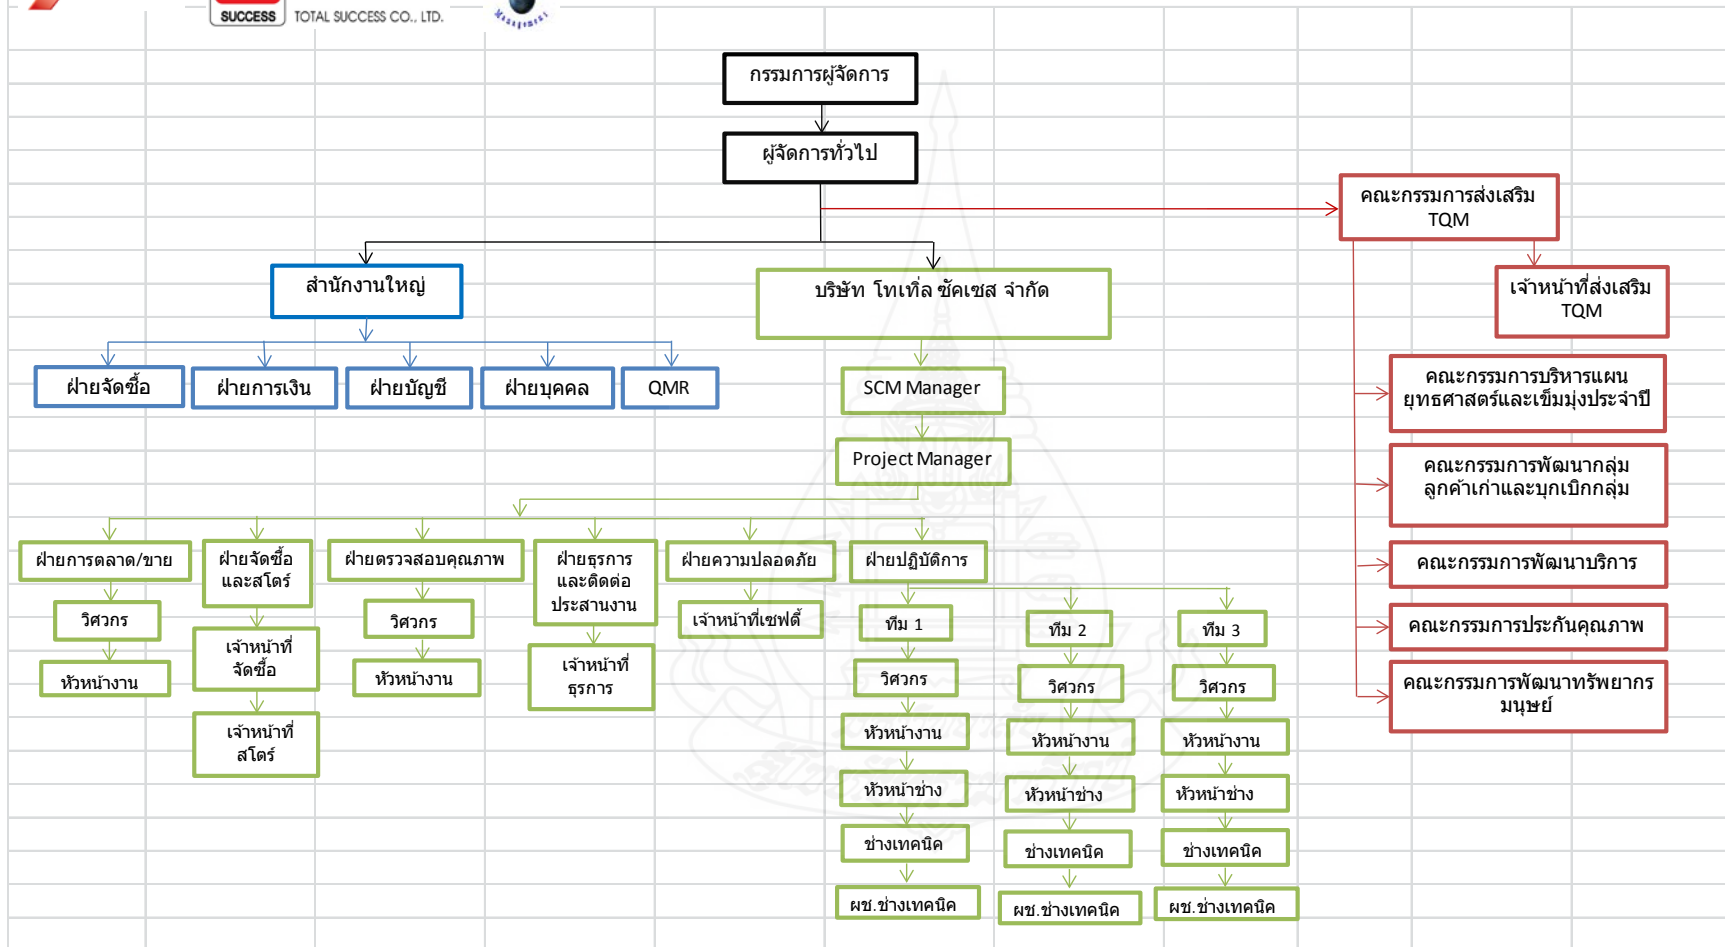 SUCCESS
TOTAL SUCCESS CO., LTD.
Management
กรรมการผู้จัดการ
ผู้จัดการทั่วไป
คณะกรรมการส่งเสริม
TQM
สำนักงานใหญ่
บริษัท โทเทิ่ล ซัคเซส จำกัด
เจ้าหน้าที่ส่งเสริม
TQM
ฝ่ายจัดซื้อ
ฝ่ายการเงิน
ฝ่ายบัญชี
ฝ่ายบุคคล
QMR
SCM Manager
คณะกรรมการบริหารแผน
ยุทธศาสตร์และเข็มมุ่งประจำปี
Project Manager
คณะกรรมการพัฒนากลุ่ม
ลูกค้าเก่าและบุกเบิกกลุ่ม
ฝ่ายการตลาด/ขาย
ฝ่ายจัดซื้อ
และสโตร์
ฝ่ายตรวจสอบคุณภาพ
ฝ่ายธุรการ
และติดต่อ
ประสานงาน
ฝ่ายความปลอดภัย
ฝ่ายปฏิบัติการ
คณะกรรมการพัฒนาบริการ
วิศวกร
เจ้าหน้าที่
จัดซื้อ
วิศวกร
เจ้าหน้าที่เซฟตี้
ทีม 1
ทีม 2
ทีม 3
คณะกรรมการประกันคุณภาพ
หัวหน้างาน
หัวหน้างาน
เจ้าหน้าที่
ธุรการ
วิศวกร
วิศวกร
วิศวกร
คณะกรรมการพัฒนาทรัพยากร
มนุษย์
เจ้าหน้าที่
สโตร์
หัวหน้างาน
หัวหน้างาน
หัวหน้างาน
หัวหน้าช่าง
หัวหน้าช่าง
หัวหน้าช่าง
ช่างเทคนิค
ช่างเทคนิค
ช่างเทคนิค
ผช.ช่างเทคนิค
ผช.ช่างเทคนิค
ผช.ช่างเทคนิค